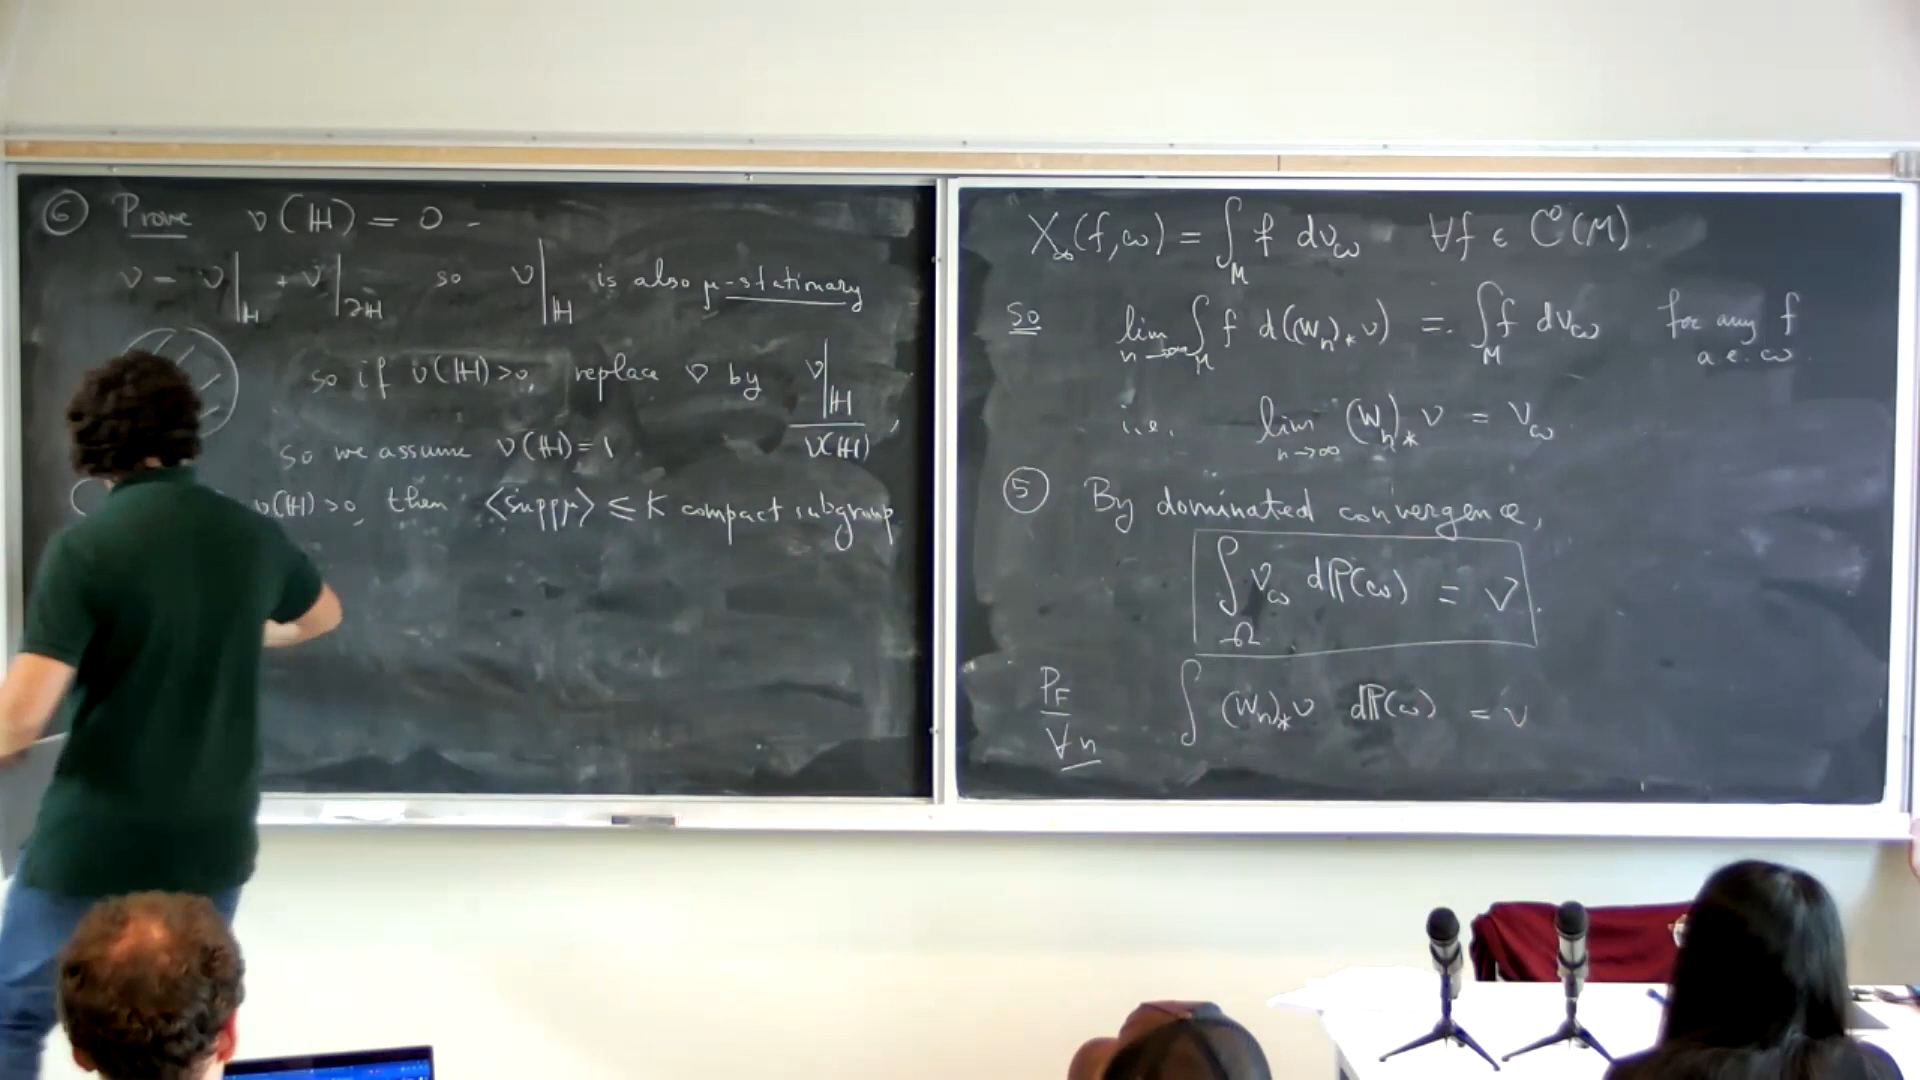 ⑥ Prove ν(ℍ) = 0 -
ν = ν|_ℍ + ν|_∂ℍ so ν|_ℍ is also μ-stationary
so if ν(ℍ)>0, replace ν by ν|_ℍ / ν(ℍ),
so we assume ν(ℍ)=1
ν(ℍ)>0, then ⟨supp μ⟩ ≤ K compact subgroup
X_∞(f,ω) = ∫_M f dν_ω ∀f ∈ C⁰(M).
So lim_{n→∞} ∫_M f d((W_n)_* ν) = ∫_M f dν_ω for any f a.e. ω
i.e. lim_{n→∞} (W_n)_* ν = ν_ω.
⑤ By dominated convergence,
∫_Ω ν_ω dℙ(ω) = ν.
PF ∫ (W_n)_* ν dℙ(ω) = ν
∀n